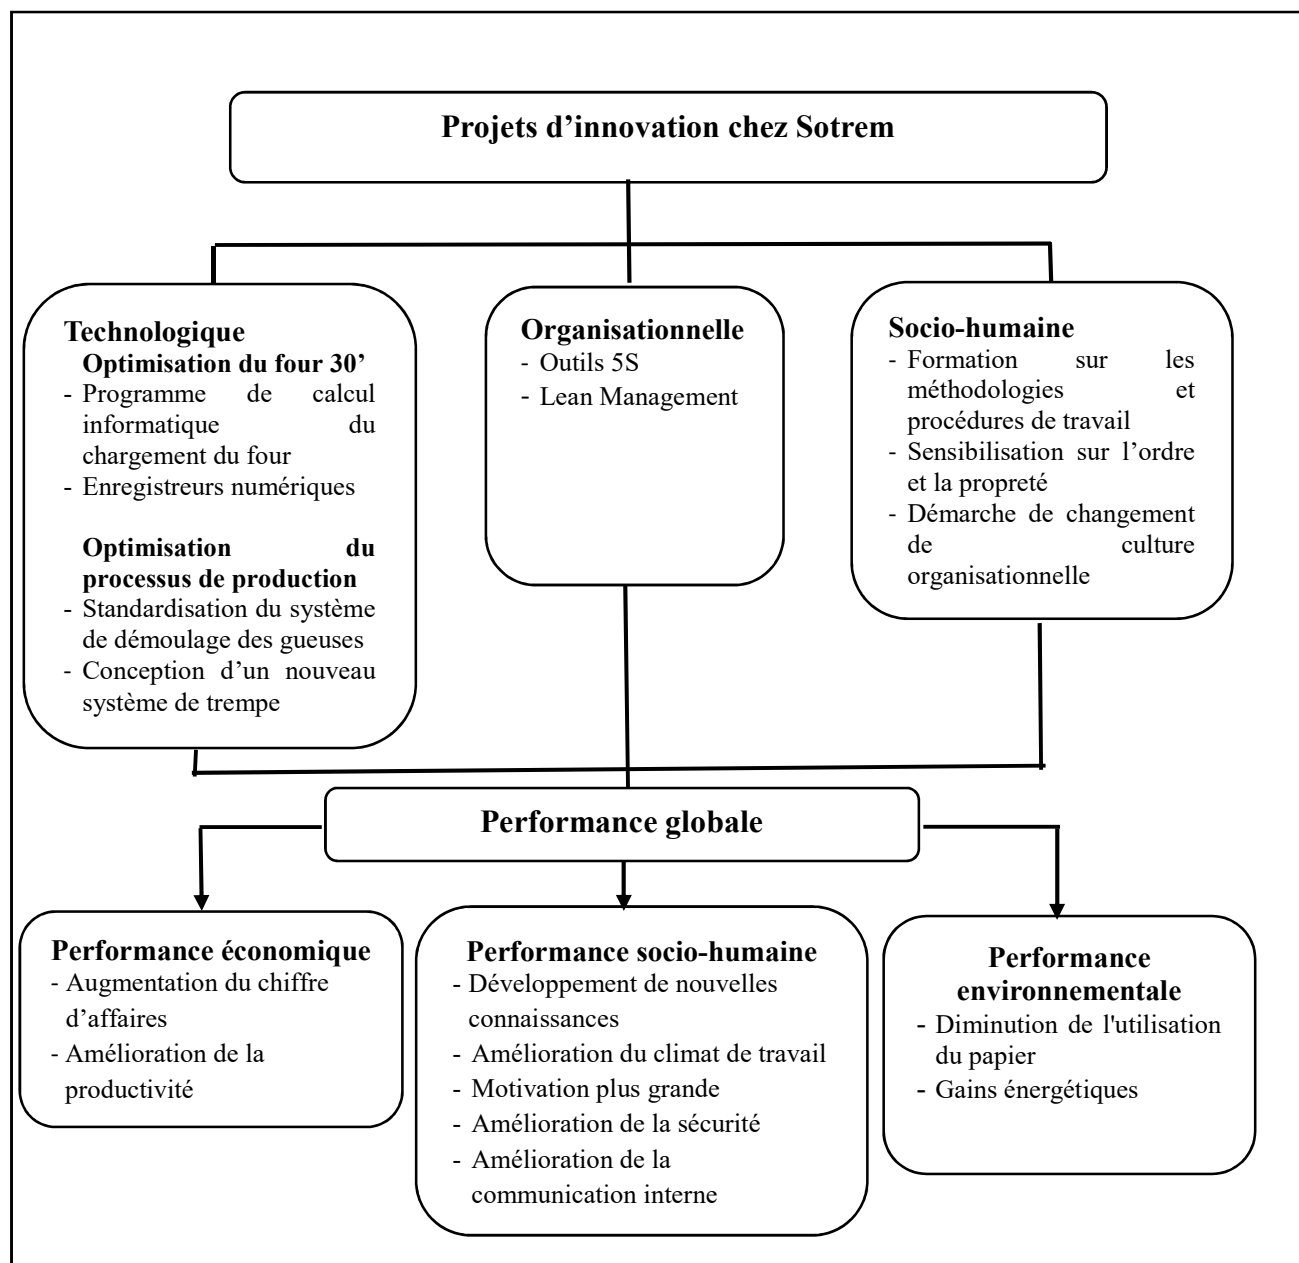 Projets d’innovation chez Sotrem
Technologique
Optimisation du four 30’
- Programme de calcul
informatique du
chargement du four
- Enregistreurs numériques
Optimisation du
processus de production
- Standardisation du système
de démoulage des gueuses
- Conception d’un nouveau
système de trempe
Organisationnelle
- Outils 5S
- Lean Management
Socio-humaine
- Formation sur les
méthodologies et
procédures de travail
- Sensibilisation sur l’ordre
et la propreté
- Démarche de changement
de culture
organisationnelle
Performance globale
Performance économique
- Augmentation du chiffre
d’affaires
- Amélioration de la
productivité
Performance socio-humaine
- Développement de nouvelles
connaissances
- Amélioration du climat de travail
- Motivation plus grande
- Amélioration de la sécurité
- Amélioration de la
communication interne
Performance
environnementale
- Diminution de l'utilisation
du papier
- Gains énergétiques